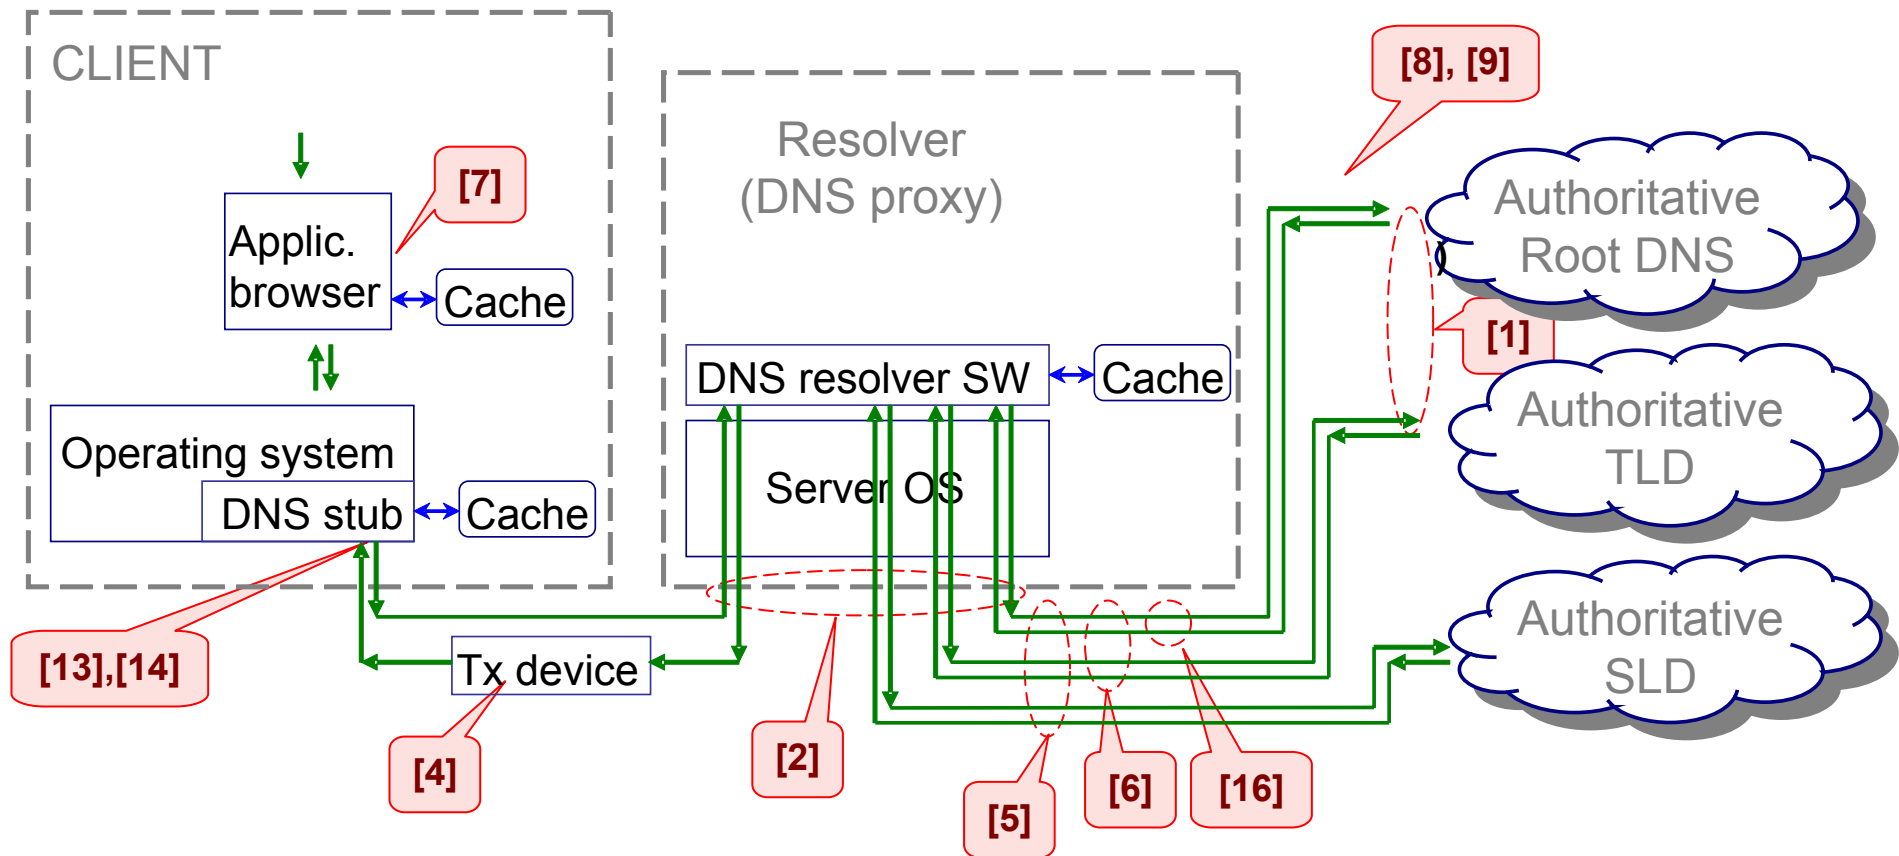 CLIENT
[8], [9]
Resolver
(DNS proxy)
[7]
Authoritative
Root DNS
)
Applic.
browser
Cache
[1]
DNS resolver SW
Cache
Authoritative
TLD
Operating system
Server OS
DNS stub
Cache
Authoritative
SLD
[13],[14]
Tx device
[4]
[2]
[5]
[6]
[16]